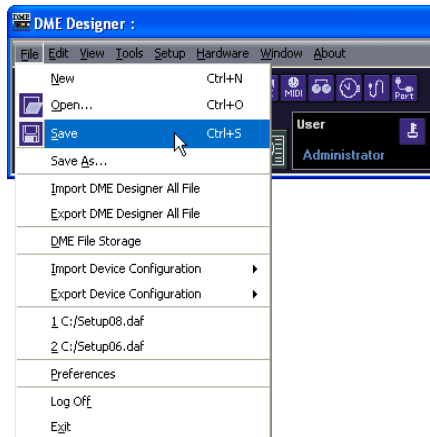 DME DME Designer :
File Edit View Tools Setup Hardware Window About
New Ctrl+N
Open... Ctrl+O
Save Ctrl+S
Save As...
Import DME Designer All File
Export DME Designer All File
DME File Storage
Import Device Configuration
Export Device Configuration
1 C:/Setup08.daf
2 C:/Setup06.daf
Preferences
Log Off
Exit
MIDI Port
User
Administrator